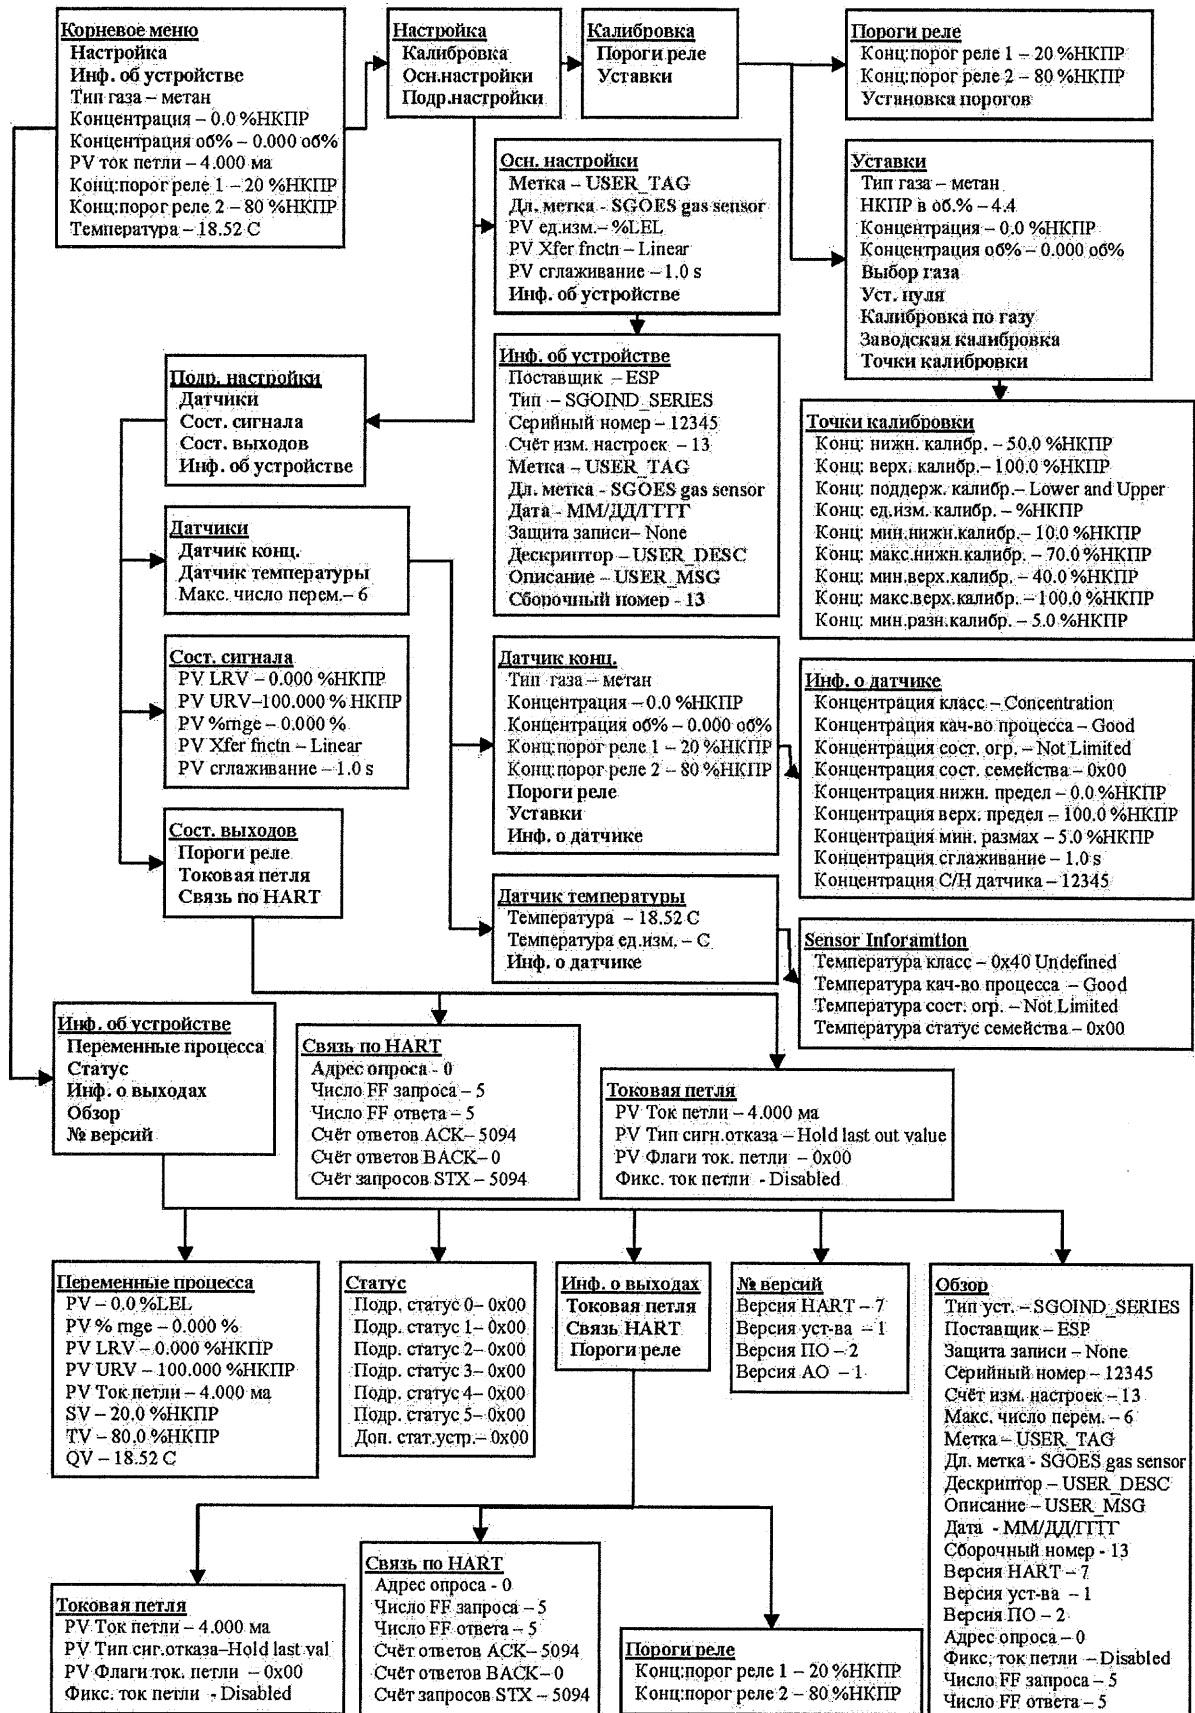 Корневое меню
Настройка
Инф. об устройстве
Тип газа – метан
Концентрация – 0.0 %НКПР
Концентрация об% – 0.000 об%
PV ток петли – 4.000 ма
Конц:порог реле 1 – 20 %НКПР
Конц:порог реле 2 – 80 %НКПР
Температура – 18.52 C
Настройка
Калибровка
Осн.настройки
Подр.настройки
Калибровка
Пороги реле
Уставки
Пороги реле
Конц:порог реле 1 – 20 %НКПР
Конц:порог реле 2 – 80 %НКПР
Установка порогов
Осн. настройки
Метка – USER_TAG
Дл. метка - SGOES gas sensor
PV ед.изм.– %LEL
PV Xfer fnctn – Linear
PV сглаживание – 1.0 s
Инф. об устройстве
Уставки
Тип газа – метан
НКПР в об.% – 4.4
Концентрация – 0.0 %НКПР
Концентрация об% – 0.000 об%
Выбор газа
Уст. нуля
Калибровка по газу
Заводская калибровка
Точки калибровки
Инф. об устройстве
Поставщик – ESP
Тип – SGOIND_SERIES
Серийный номер – 12345
Счёт изм. настроек – 13
Метка – USER_TAG
Дл. метка - SGOES gas sensor
Дата - ММ/ДД/ГГГГ
Защита записи– None
Дескриптор – USER_DESC
Описание – USER_MSG
Сборочный номер - 13
Подр. настройки
Датчики
Сост. сигнала
Сост. выходов
Инф. об устройстве
Точки калибровки
Конц: нижн. калибр. – 50.0 %НКПР
Конц: верх. калибр.– 100.0 %НКПР
Конц: поддерж. калибр.– Lower and Upper
Конц: ед.изм. калибр. – %НКПР
Конц: мин.нижн.калибр.– 10.0 %НКПР
Конц: макс.нижн.калибр. – 70.0 %НКПР
Конц: мин.верх.калибр. – 40.0 %НКПР
Конц: макс.верх.калибр. – 100.0 %НКПР
Конц: мин.разн.калибр. – 5.0 %НКПР
Датчики
Датчик конц.
Датчик температуры
Макс. число перем.– 6
Сост. сигнала
PV LRV – 0.000 %НКПР
PV URV–100.000 % НКПР
PV %rnge – 0.000 %
PV Xfer fnctn – Linear
PV сглаживание – 1.0 s
Датчик конц.
Тип газа – метан
Концентрация – 0.0 %НКПР
Концентрация об% – 0.000 об%
Конц:порог реле 1 – 20 %НКПР
Конц:порог реле 2 – 80 %НКПР
Пороги реле
Уставки
Инф. о датчике
Инф. о датчике
Концентрация класс – Concentration
Концентрация кач-во процесса – Good
Концентрация сост. огр. – Not Limited
Концентрация сост. семейства – 0x00
Концентрация нижн. предел – 0.0 %НКПР
Концентрация верх. предел – 100.0 %НКПР
Концентрация мин. размах – 5.0 %НКПР
Концентрация сглаживание – 1.0 s
Концентрация С/Н датчика – 12345
Сост. выходов
Пороги реле
Токовая петля
Связь по HART
Датчик температуры
Температура – 18.52 C
Температура ед.изм. – C
Инф. о датчике
Sensor Inforamtion
Температура класс – 0x40 Undefined
Температура кач-во процесса – Good
Температура сост. огр. – Not Limited
Температура статус семейства – 0x00
Инф. об устройстве
Переменные процесса
Статус
Инф. о выходах
Обзор
№ версий
Связь по HART
Адрес опроса - 0
Число FF запроса – 5
Число FF ответа – 5
Счёт ответов ACK– 5094
Счёт ответов BACK– 0
Счёт запросов STX – 5094
Токовая петля
PV Ток петли – 4.000 ма
PV Тип сигн.отказа – Hold last out value
PV Флаги ток. петли – 0x00
Фикс. ток петли - Disabled
Переменные процесса
PV – 0.0 %LEL
PV % rnge – 0.000 %
PV LRV – 0.000 %НКПР
PV URV – 100.000 %НКПР
PV Ток петли – 4.000 ма
SV – 20.0 %НКПР
TV – 80.0 %НКПР
QV – 18.52 C
Статус
Подр. статус 0– 0x00
Подр. статус 1– 0x00
Подр. статус 2– 0x00
Подр. статус 3– 0x00
Подр. статус 4– 0x00
Подр. статус 5– 0x00
Доп. стат.устр.– 0x00
Инф. о выходах
Токовая петля
Связь HART
Пороги реле
№ версий
Версия HART – 7
Версия уст-ва – 1
Версия ПО – 2
Версия АО – 1
Обзор
Тип уст. – SGOIND_SERIES
Поставщик – ESP
Защита записи – None
Серийный номер – 12345
Счёт изм. настроек – 13
Макс. число перем. – 6
Метка – USER_TAG
Дл. метка - SGOES gas sensor
Дескриптор – USER_DESC
Описание – USER_MSG
Дата - ММ/ДД/ГГГГ
Сборочный номер - 13
Версия HART – 7
Версия уст-ва – 1
Версия ПО – 2
Адрес опроса – 0
Фикс. ток петли – Disabled
Число FF запроса – 5
Число FF ответа – 5
Токовая петля
PV Ток петли – 4.000 ма
PV Тип сиг.отказа–Hold last val
PV Флаги ток. петли – 0x00
Фикс. ток петли - Disabled
Связь по HART
Адрес опроса - 0
Число FF запроса – 5
Число FF ответа – 5
Счёт ответов ACK – 5094
Счёт ответов BACK – 0
Счёт запросов STX – 5094
Пороги реле
Конц:порог реле 1 – 20 %НКПР
Конц:порог реле 2 – 80 %НКПР